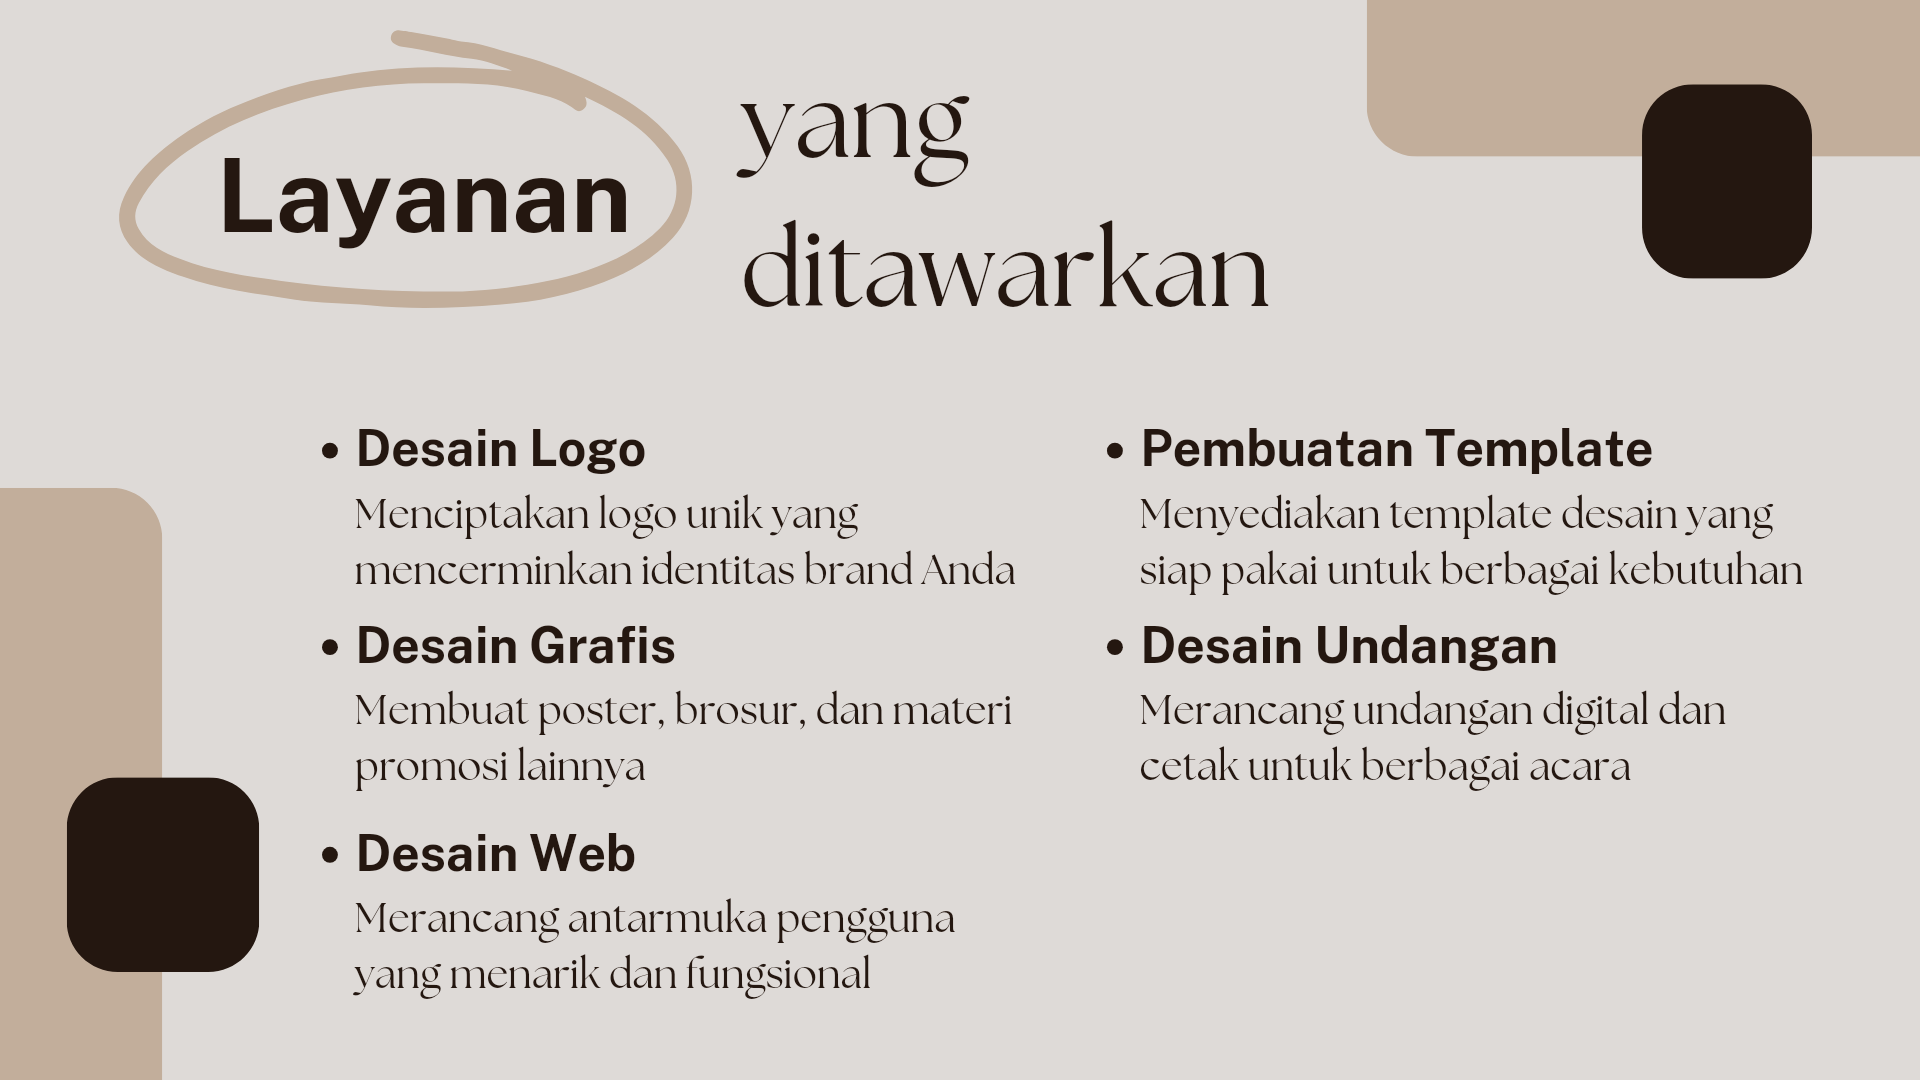 Layanan
yang
ditawarkan
• Desain Logo
Menciptakan logo unik yang
mencerminkan identitas brand Anda
• Desain Grafis
Membuat poster, brosur, dan materi
promosi lainnya
• Desain Web
Merancang antarmuka pengguna
yang menarik dan fungsional
• Pembuatan Template
Menyediakan template desain yang
siap pakai untuk berbagai kebutuhan
• Desain Undangan
Merancang undangan digital dan
cetak untuk berbagai acara